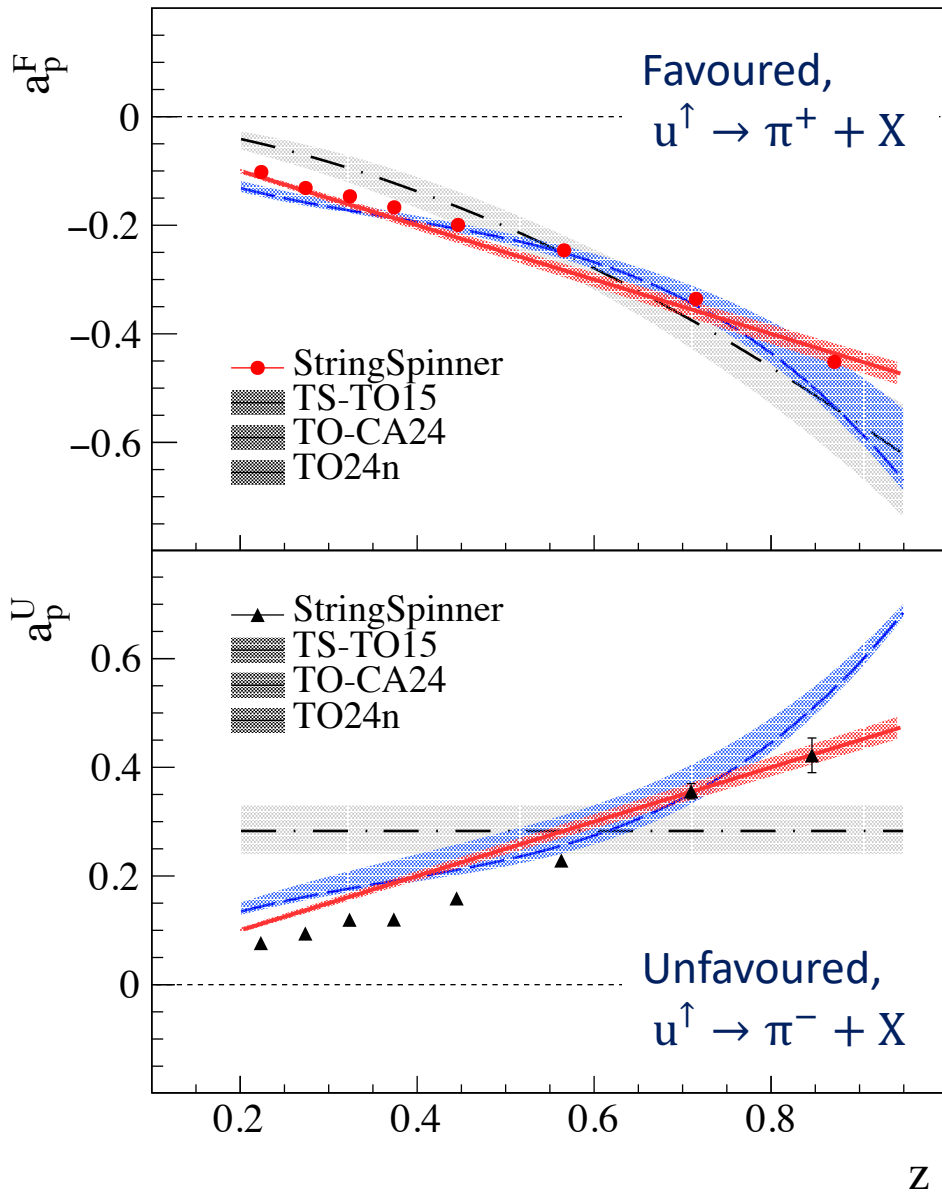 a_p^F
Favoured,
u↑ → π⁺ + X
0
−0.2
−0.4
−0.6
StringSpinner
TS-TO15
TO-CA24
TO24n
a_p^U
StringSpinner
TS-TO15
TO-CA24
TO24n
0.6
0.4
0.2
0
Unfavoured,
u↑ → π⁻ + X
0.2 0.4 0.6 0.8
z